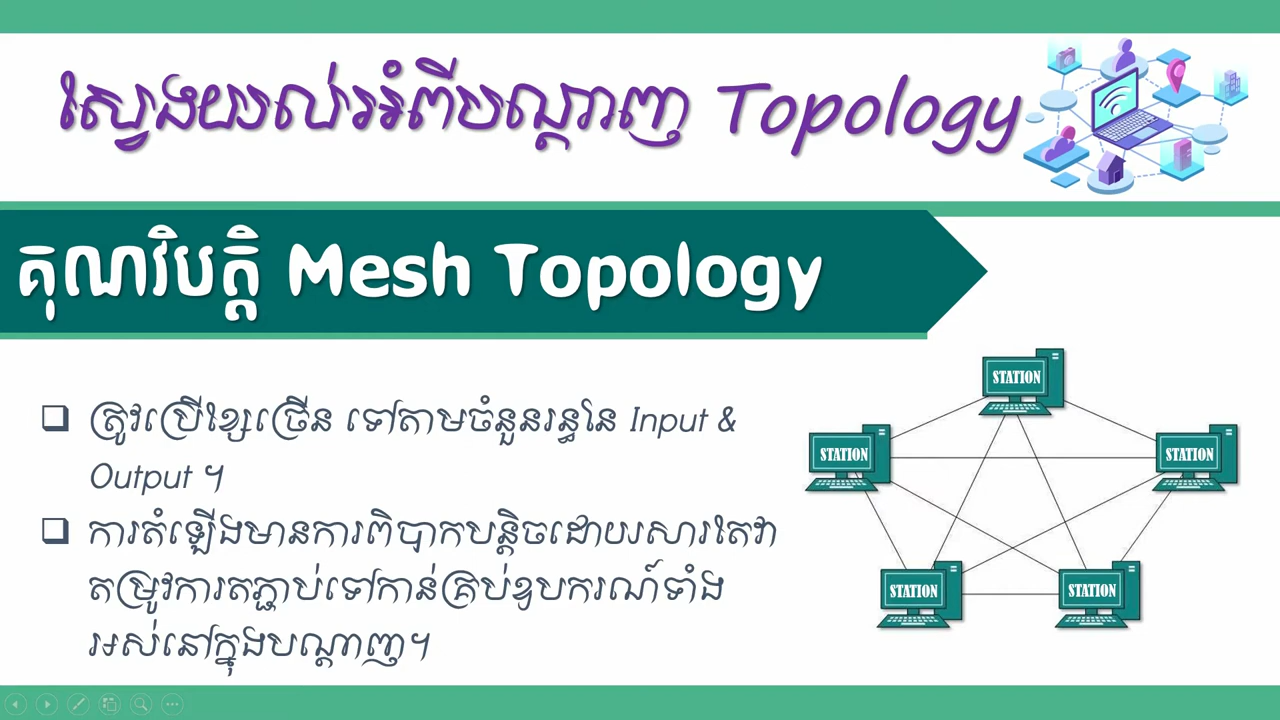 ស្វែងយល់អំពីបណ្ដាញ Topology
គុណវិបត្តិ Mesh Topology
ត្រូវប្រើខ្សែច្រើន ទៅតាមចំនួនរន្ធនៃ Input &
Output ។
ការតំឡើងមានការពិបាកបន្តិចដោយរសារតែវា
តម្រូវការតភ្ជាប់ទៅកាន់គ្រប់ឧបករណ៍ទាំង
អស់នៅក្នុងបណ្ដាញ។
STATION
STATION
STATION
STATION
STATION